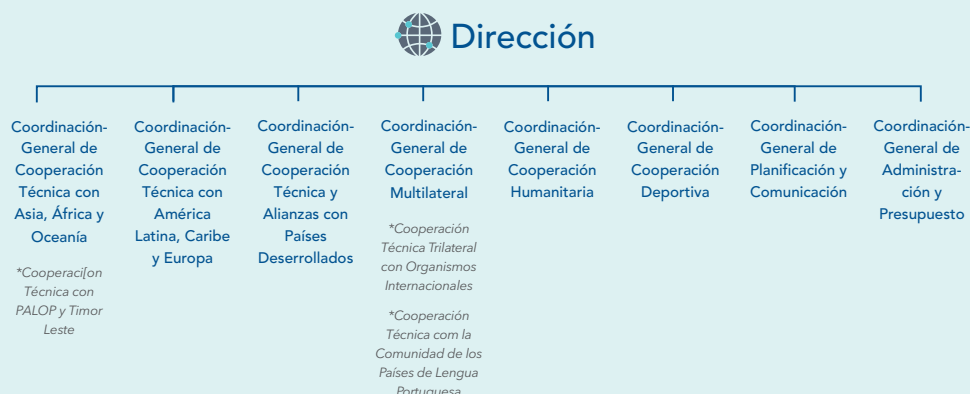 Dirección
Coordinación-
General de
Cooperación
Técnica con
Asia, África y
Oceanía
*Cooperaci[on
Técnica con
PALOP y Timor
Leste
Coordinación-
General de
Cooperación
Técnica con
América
Latina, Caribe
y Europa
Coordinación-
General de
Cooperación
Técnica y
Alianzas con
Países
Deserrollados
Coordinación-
General de
Cooperación
Multilateral
*Cooperación
Técnica Trilateral
con Organismos
Internacionales
*Cooperación
Técnica com la
Comunidad de los
Países de Lengua
Portuguesa
Coordinación-
General de
Cooperación
Humanitaria
Coordinación-
General de
Cooperación
Deportiva
Coordinación-
General de
Planificación y
Comunicación
Coordinación-
General de
Administra-
ción y
Presupuesto